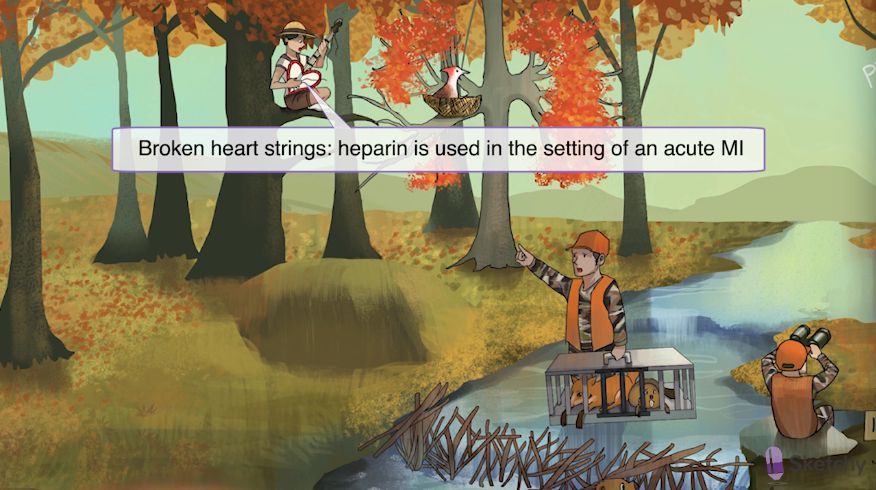 Broken heart strings: heparin is used in the setting of an acute MI
Sketchy